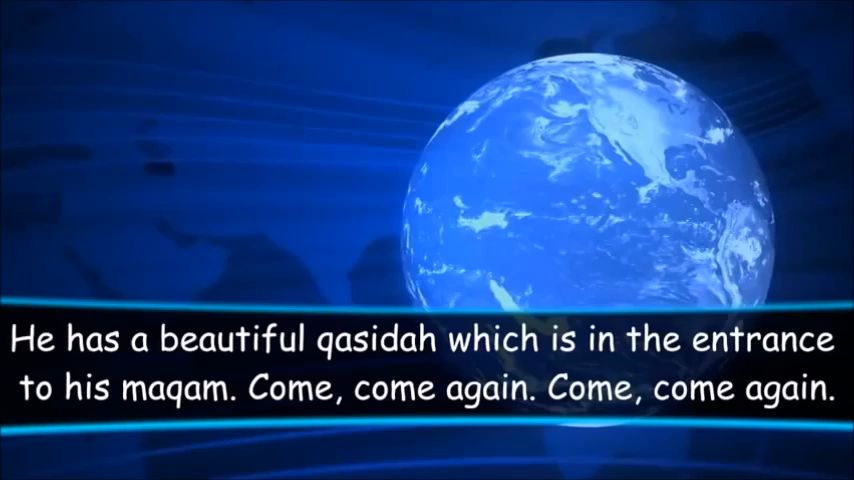 He has a beautiful qasidah which is in the entrance
to his maqam. Come, come again. Come, come again.